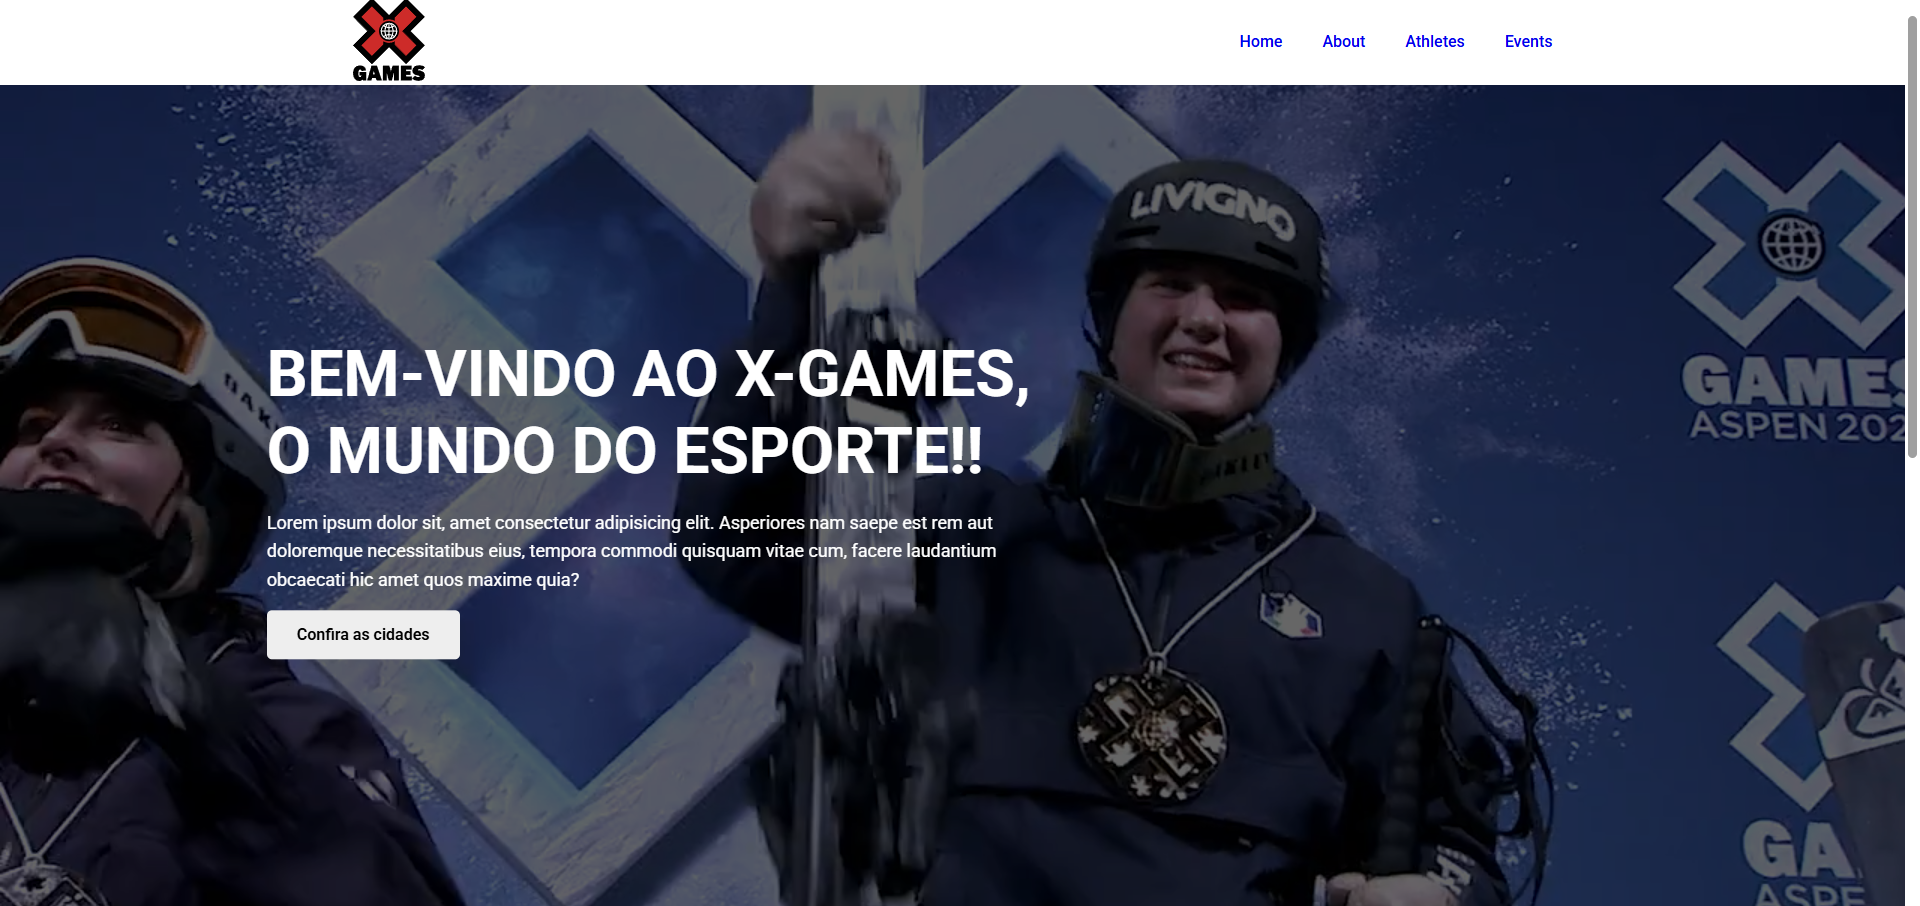 GAMES
Home
About
Athletes
Events
LIVIGNO
GAMES
ASPEN 202
BEM-VINDO AO X-GAMES,
O MUNDO DO ESPORTE!!
Lorem ipsum dolor sit, amet consectetur adipisicing elit. Asperiores nam saepe est rem aut
doloremque necessitatibus eius, tempora commodi quisquam vitae cum, facere laudantium
obcaecati hic amet quos maxime quia?
Confira as cidades
OAK
OAKLEY
GA
ASPE